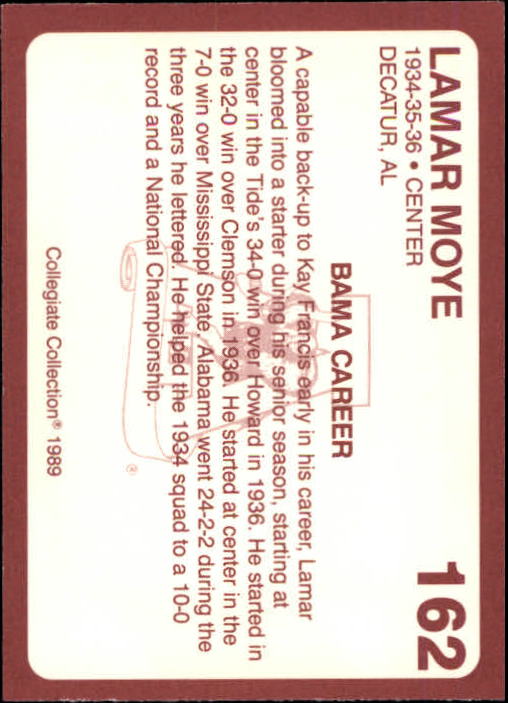 LAMAR MOYE
162
1934-35-36 • CENTER
DECATUR, AL
BAMA CAREER
A capable back-up to Kay Francis early in his career, Lamar
bloomed into a starter during his senior season, starting at
center in the Tide's 34-0 win over Howard in 1936. He started in
the 32-0 win over Clemson in 1936. He started at center in the
7-0 win over Mississippi State. Alabama went 24-2-2 during the
three years he lettered. He helped the 1934 squad to a 10-0
record and a National Championship.
®
Collegiate Collection® 1989